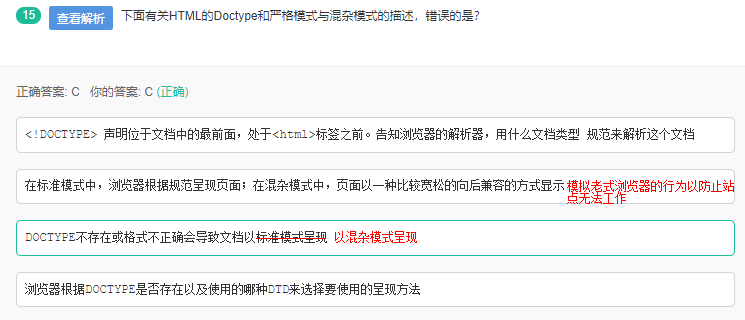 15 查看解析 下面有关HTML的Doctype和严格模式与混杂模式的描述，错误的是？
正确答案: C 你的答案: C (正确)
<!DOCTYPE> 声明位于文档中的最前面，处于<html>标签之前。告知浏览器的解析器，用什么文档类型 规范来解析这个文档
在标准模式中，浏览器根据规范呈现页面；在混杂模式中，页面以一种比较宽松的向后兼容的方式显示 模拟老式浏览器的行为以防止站
点无法工作
DOCTYPE不存在或格式不正确会导致文档以标准模式呈现 以混杂模式呈现
浏览器根据DOCTYPE是否存在以及使用的哪种DTD来选择要使用的呈现方法